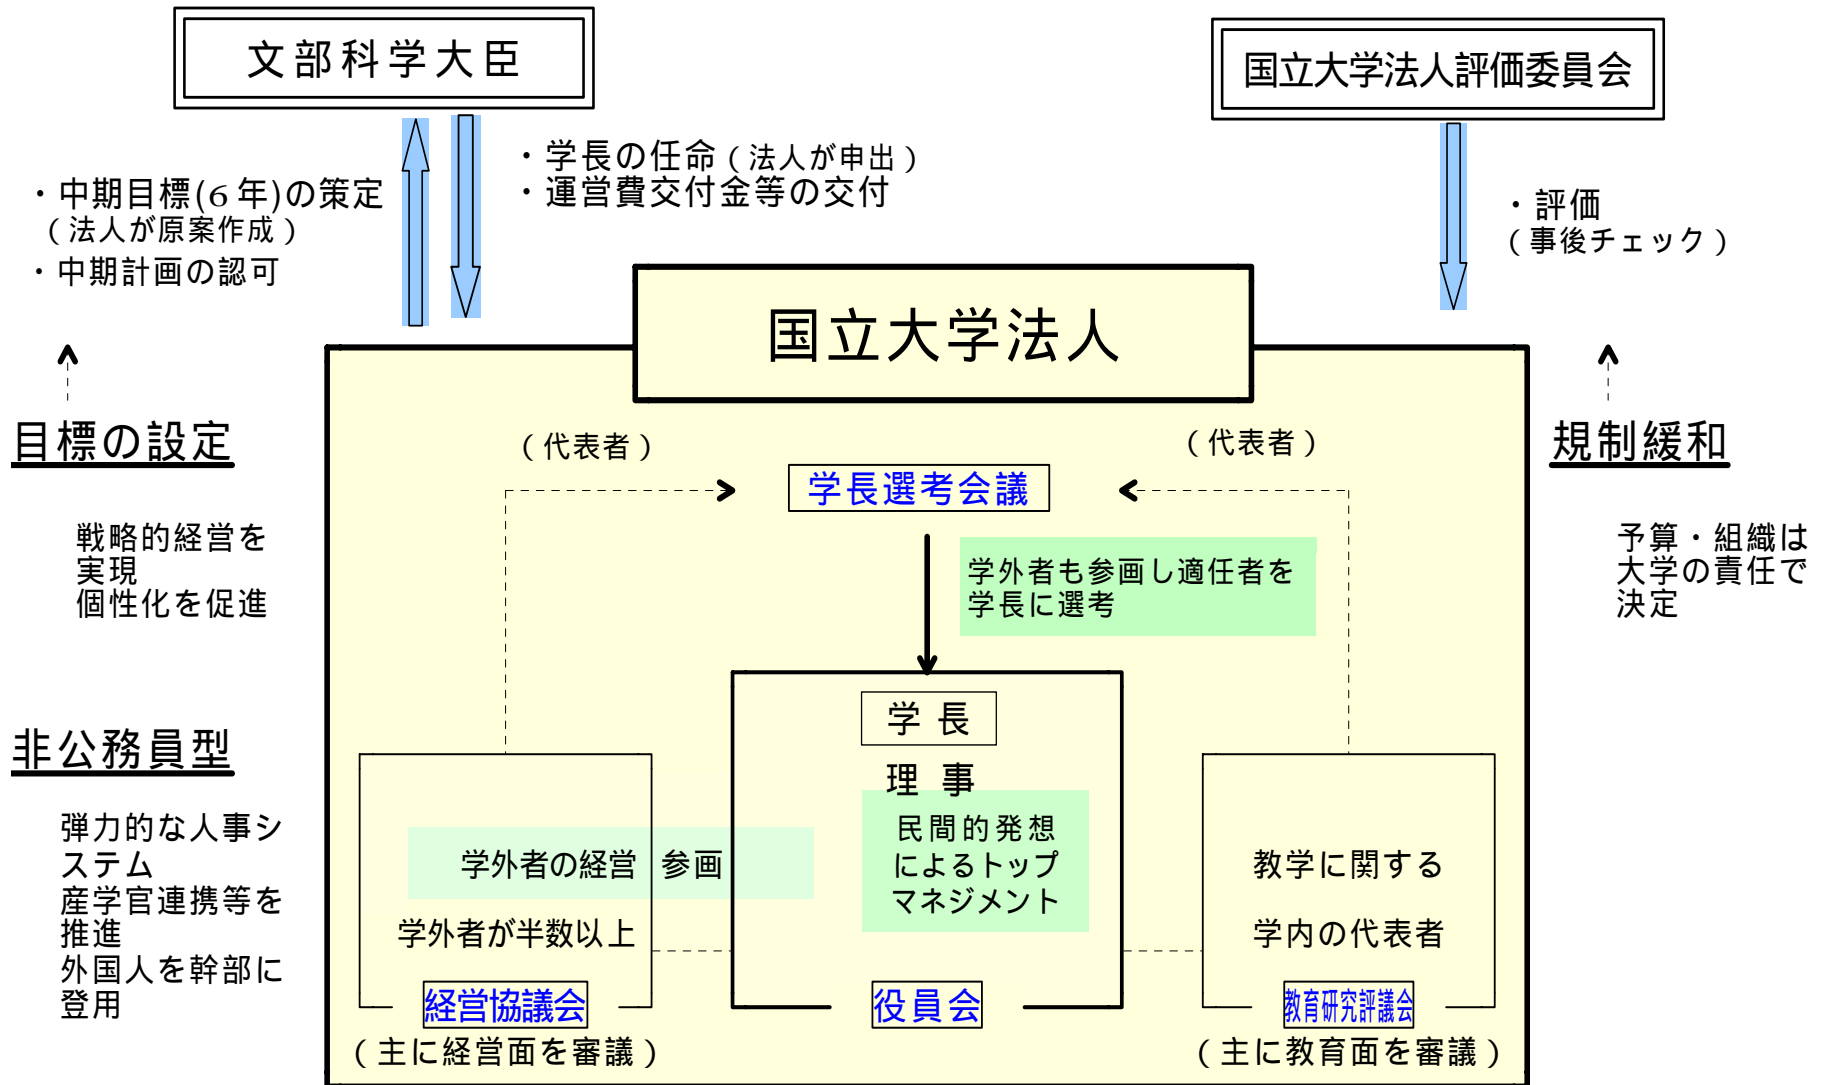 文部科学大臣
国立大学法人評価委員会
・学長の任命（法人が申出）
・運営費交付金等の交付
・中期目標(6年)の策定
（法人が原案作成）
・中期計画の認可
・評価
（事後チェック）
国立大学法人
目標の設定
戦略的経営を
実現
個性化を促進
非公務員型
弾力的な人事シ
ステム
産学官連携等を
推進
外国人を幹部に
登用
（代表者）
（代表者）
学長選考会議
学外者も参画し適任者を
学長に選考
学長
理事
民間的発想
によるトップ
マネジメント
役員会
学外者の経営 参画
学外者が半数以上
経営協議会
（主に経営面を審議）
教学に関する
学内の代表者
教育研究評議会
（主に教育面を審議）
規制緩和
予算・組織は
大学の責任で
決定